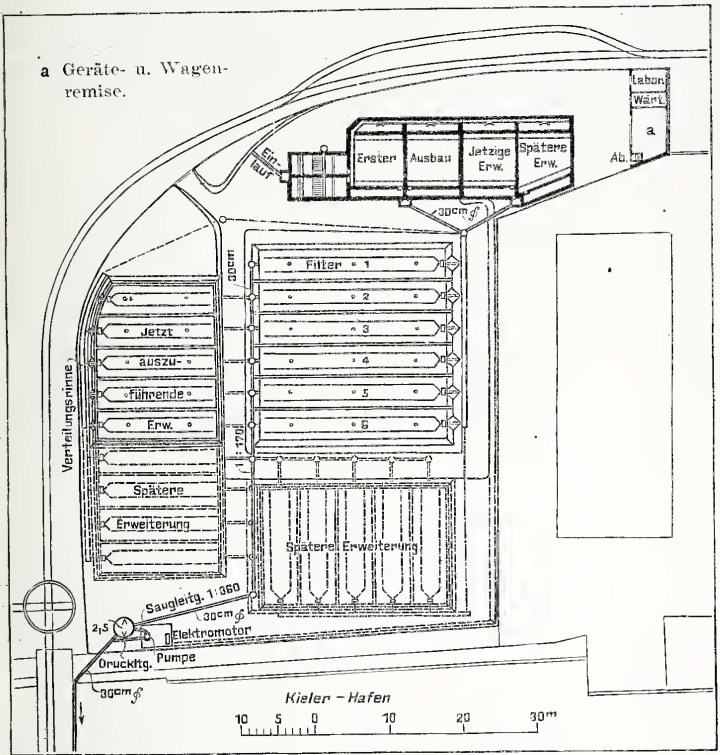 a Geräte- u. Wagen-
remise.
Labor.
Wärt.
a
Ab.
Ein-
lauf
Erster
Ausbau
Jetzige
Erw.
Spätere
Erw.
30cm ∮
30cm
Filter 1
2
3
4
5
6
Jetzt
auszu-
führende
Erw.
Verteilungsrinne
1:170
Spätere
Erweiterung
Spätere Erweiterung
Saugleitg. 1:360
30cm ∮
2,5
Elektromotor
Druckltg.
Pumpe
30cm ∮
Kieler-Hafen
10 5 0 10 20 30m